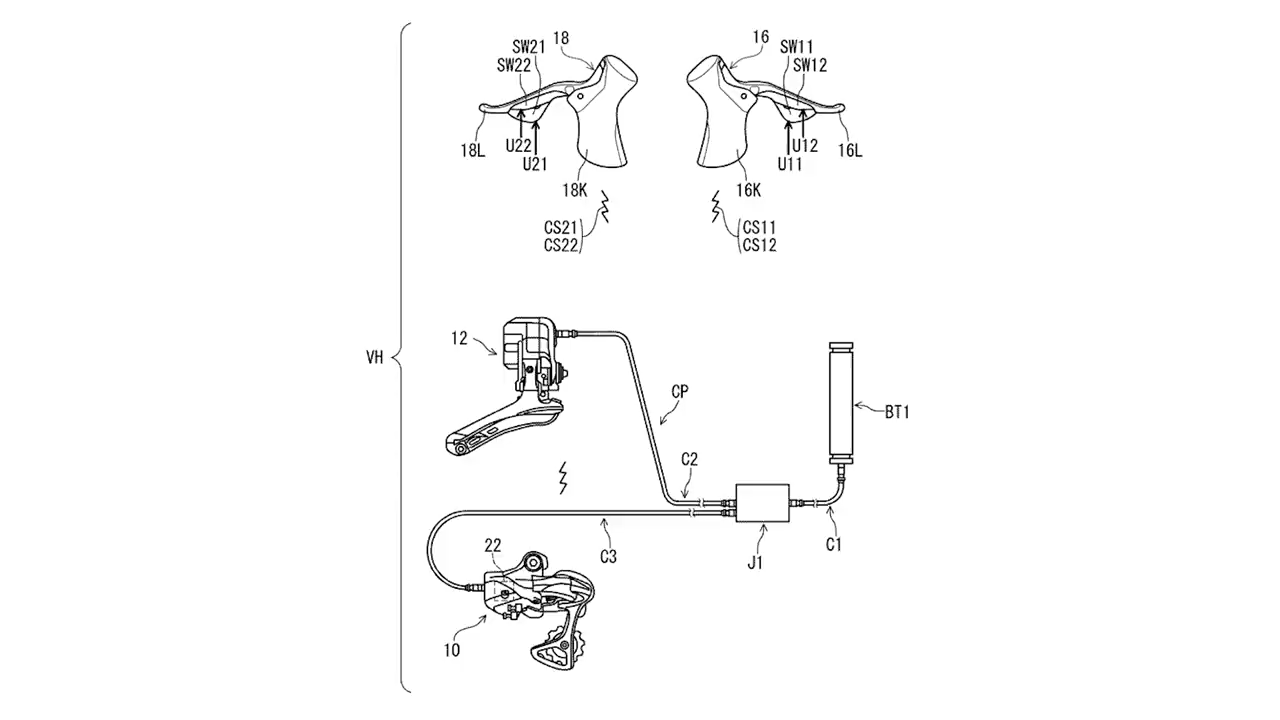 18
16
SW21
SW11
SW22
SW12
18L
U22
U21
U12
U11
16L
18K
16K
CS21
CS22
CS11
CS12
12
VH
CP
BT1
C2
C3
J1
C1
22
10